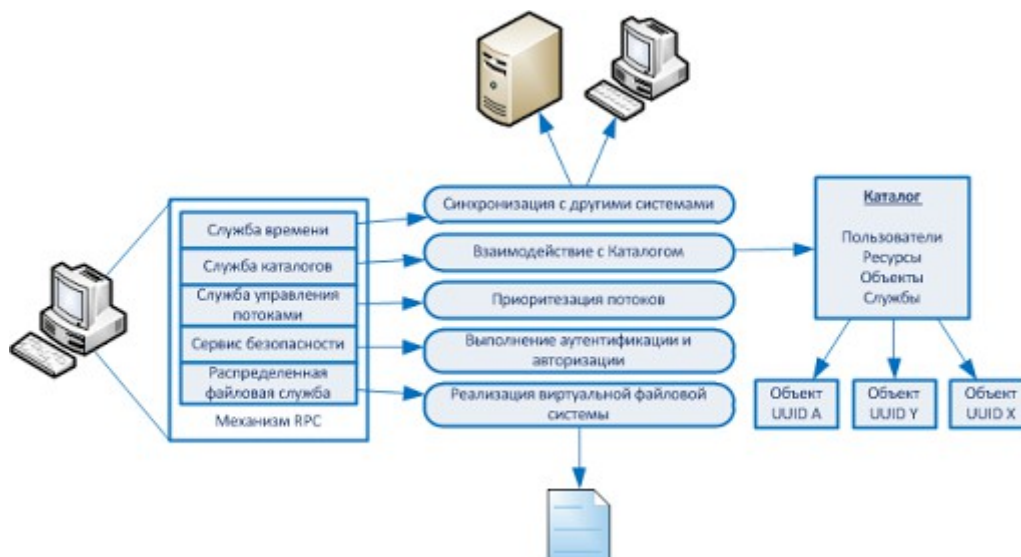 Синхронизация с другими системами
Служба времени
Служба каталогов
Служба управления
потоками
Сервис безопасности
Распределенная
файловая служба
Механизм RPC
Взаимодействие с Каталогом
Приоритезация потоков
Выполнение аутентификации и
авторизации
Реализация виртуальной файловой
системы
Каталог
Пользователи
Ресурсы
Объекты
Службы
Объект
UUID A
Объект
UUID Y
Объект
UUID X